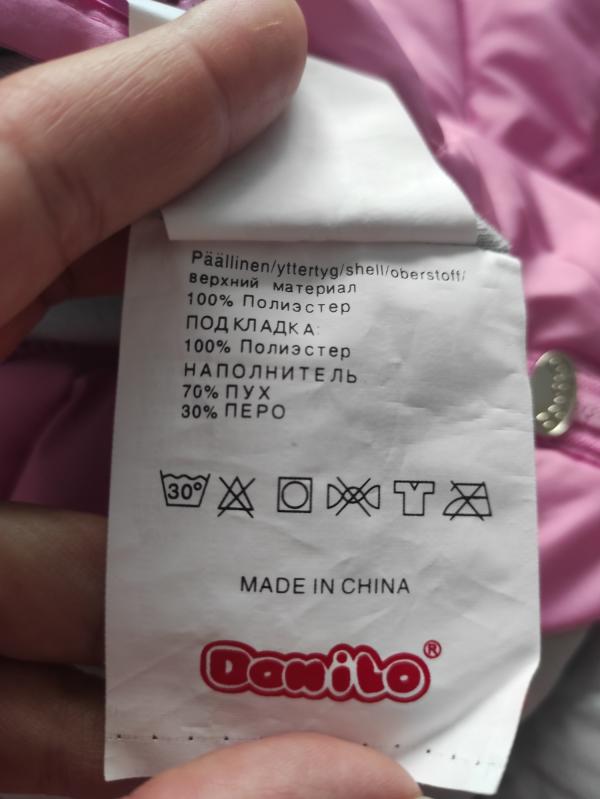 Päällinen/yttertyg/shell/oberstoff/
верхний материал
100% Полиэстер
ПОДКЛАДКА:
100% Полиэстер
НАПОЛНИТЕЛЬ
70% ПУХ
30% ПЕРО
30°
MADE IN CHINA
Danilo®